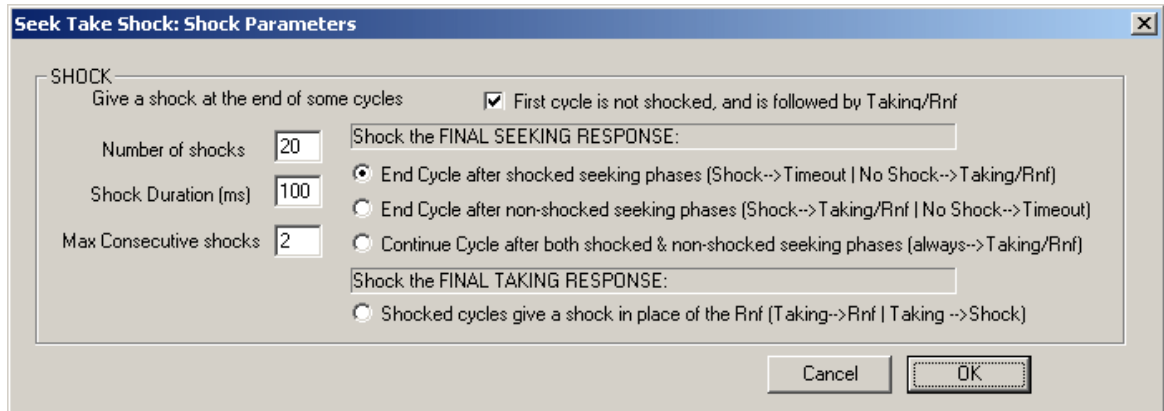 Seek Take Shock: Shock Parameters
SHOCK
Give a shock at the end of some cycles
First cycle is not shocked, and is followed by Taking/Rnf
Number of shocks 20
Shock Duration (ms) 100
Max Consecutive shocks 2
Shock the FINAL SEEKING RESPONSE:
End Cycle after shocked seeking phases (Shock-->Timeout | No Shock-->Taking/Rnf)
End Cycle after non-shocked seeking phases (Shock-->Taking/Rnf | No Shock-->Timeout)
Continue Cycle after both shocked & non-shocked seeking phases (always-->Taking/Rnf)
Shock the FINAL TAKING RESPONSE:
Shocked cycles give a shock in place of the Rnf (Taking-->Rnf | Taking -->Shock)
Cancel
OK